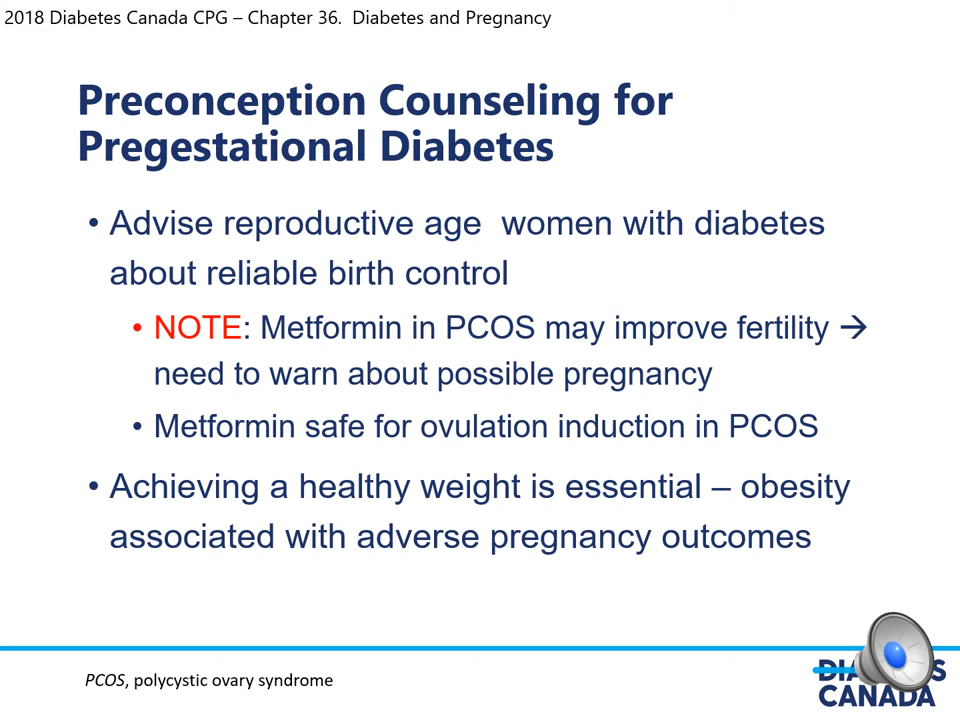 2018 Diabetes Canada CPG – Chapter 36. Diabetes and Pregnancy
Preconception Counseling for
Pregestational Diabetes
• Advise reproductive age  women with diabetes
about reliable birth control
• NOTE: Metformin in PCOS may improve fertility →
need to warn about possible pregnancy
• Metformin safe for ovulation induction in PCOS
• Achieving a healthy weight is essential – obesity
associated with adverse pregnancy outcomes
PCOS, polycystic ovary syndrome
CANADA